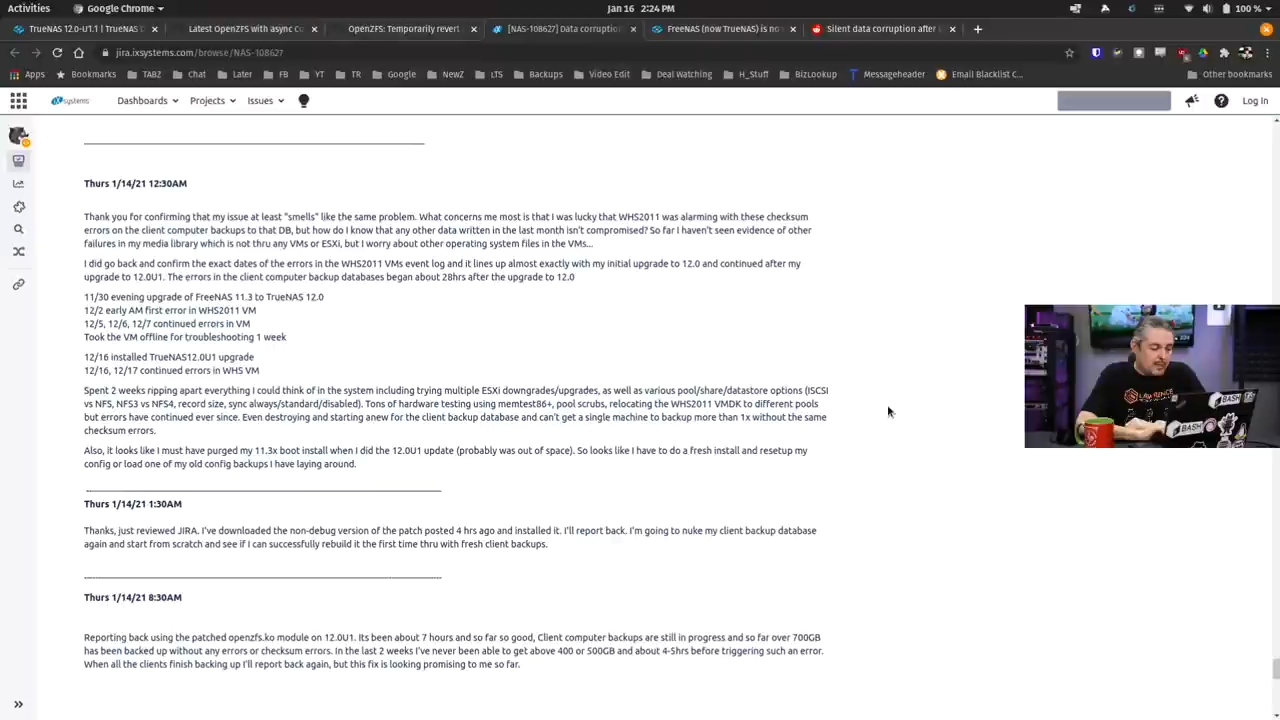 Activities
Google Chrome
Jan 16 2:24 PM
100 %
TrueNAS 12.0-U1.1 | TrueNAS
Latest OpenZFS with async Co
OpenZFS: Temporarily revert
[NAS-108627] Data corruption
FreeNAS (now TrueNAS) is no
Silent data corruption after
jira.ixsystems.com/browse/NAS-108627
Apps
Bookmarks
TABZ
Chat
Later
FB
YT
TR
Google
NewZ
LTS
Backups
Video Edit
Deal Watching
H_Stuff
BizLookup
Messageheader
Email Blacklist C...
Other bookmarks
systems
Dashboards
Projects
Issues
Log In
Thurs 1/14/21 12:30AM
Thank you for confirming that my issue at least "smells" like the same problem. What concerns me most is that I was lucky that WHS2011 was alarming with these checksum
errors on the client computer backups to that DB, but how do I know that any other data written in the last month isn't compromised? So far I haven't seen evidence of other
failures in my media library which is not thru any VMs or ESXi, but I worry about other operating system files in the VMs...
I did go back and confirm the exact dates of the errors in the WHS2011 VMs event log and it lines up almost exactly with my initial upgrade to 12.0 and continued after my
upgrade to 12.0U1. The errors in the client computer backup databases began about 28hrs after the upgrade to 12.0
11/30 evening upgrade of FreeNAS 11.3 to TrueNAS 12.0
12/2 early AM first error in WHS2011 VM
12/5, 12/6, 12/7 continued errors in VM
Took the VM offline for troubleshooting 1 week
12/16 installed TrueNAS12.0U1 upgrade
12/16, 12/17 continued errors in WHS VM
Spent 2 weeks ripping apart everything I could think of in the system including trying multiple ESXi downgrades/upgrades, as well as various pool/share/datastore options (ISCSI
vs NFS, NFS3 vs NFS4, record size, sync always/standard/disabled). Tons of hardware testing using memtest86+, pool scrubs, relocating the WHS2011 VMDK to different pools
but errors have continued ever since. Even destroying and starting anew for the client backup database and can't get a single machine to backup more than 1x without the same
checksum errors.
Also, it looks like I must have purged my 11.3x boot install when I did the 12.0U1 update (probably was out of space). So looks like I have to do a fresh install and resetup my
config or load one of my old config backups I have laying around.
Thurs 1/14/21 1:30AM
Thanks, just reviewed JIRA. I've downloaded the non-debug version of the patch posted 4 hrs ago and installed it. I'll report back. I'm going to nuke my client backup database
again and start from scratch and see if I can successfully rebuild it the first time thru with fresh client backups.
Thurs 1/14/21 8:30AM
Reporting back using the patched openzfs.ko module on 12.0U1. Its been about 7 hours and so far so good, Client computer backups are still in progress and so far over 700GB
has been backed up without any errors or checksum errors. In the last 2 weeks I've never been able to get above 400 or 500GB and about 4-5hrs before triggering such an error.
When all the clients finish backing up I'll report back again, but this fix is looking promising to me so far.
LAWRENCE
BASH
BASH